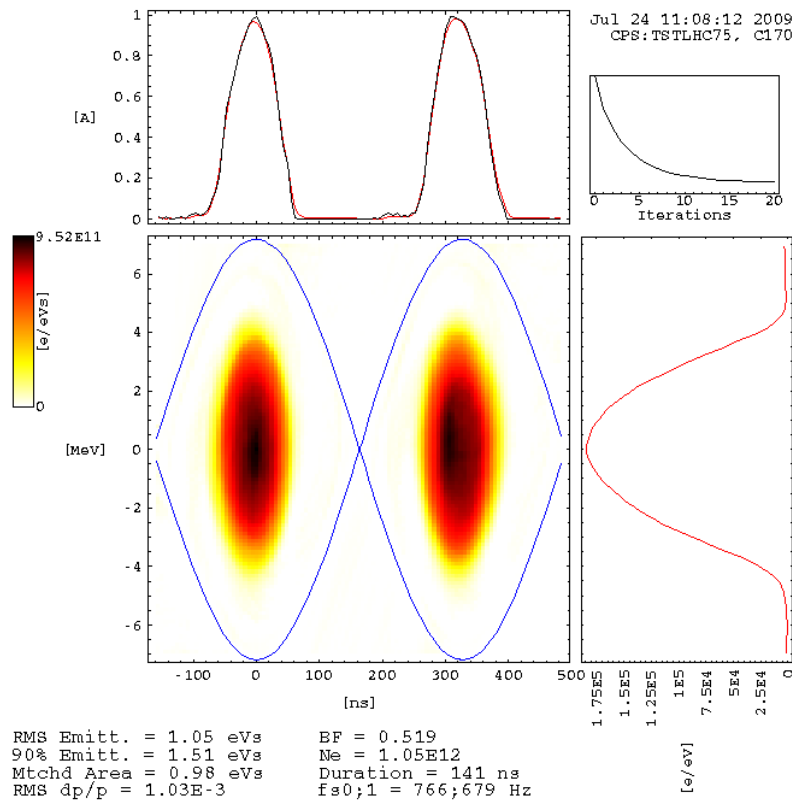 Jul 24 11:08:12 2009
CPS:TSTLHC75, C170
1
0.8
0.6
[A]
0.4
0.2
0
0 5 10 15 20
Iterations
9.52E11
[e/eVs]
0
6
4
2
[MeV] 0
-2
-4
-6
-100 0 100 200 300 400 500
[ns]
1.75E5 1.5E5 1.25E5 1E5 7.5E4 5E4 2.5E4 0
[e/eV]
RMS Emitt. = 1.05 eVs BF = 0.519
90% Emitt. = 1.51 eVs Ne = 1.05E12
Mtchd Area = 0.98 eVs Duration = 141 ns
RMS dp/p = 1.03E-3 fs0;1 = 766;679 Hz